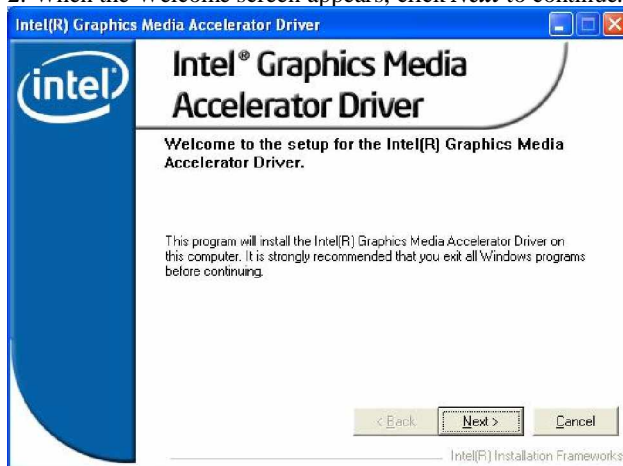 2. When the Welcome screen appears, click Next to continue.
Intel(R) Graphics Media Accelerator Driver
intel
Intel® Graphics Media
Accelerator Driver
Welcome to the setup for the Intel(R) Graphics Media
Accelerator Driver.
This program will install the Intel(R) Graphics Media Accelerator Driver on
this computer. It is strongly recommended that you exit all Windows programs
before continuing.
< Back
Next >
Cancel
Intel(R) Installation Frameworks